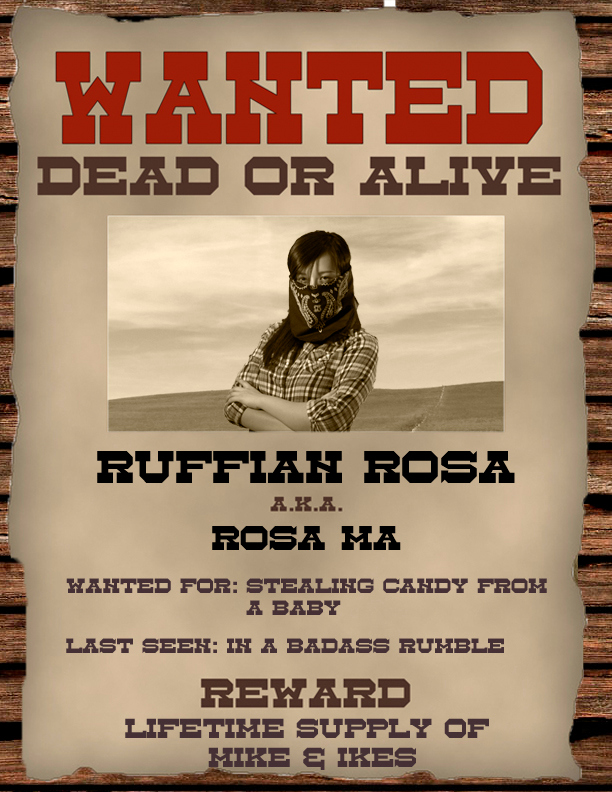 WANTED
DEAD OR ALIVE
RUFFIAN ROSA
A.K.A.
ROSA MA
WANTED FOR: STEALING CANDY FROM
A BABY
LAST SEEN: IN A BADASS RUMBLE
REWARD
LIFETIME SUPPLY OF
MIKE & IKES